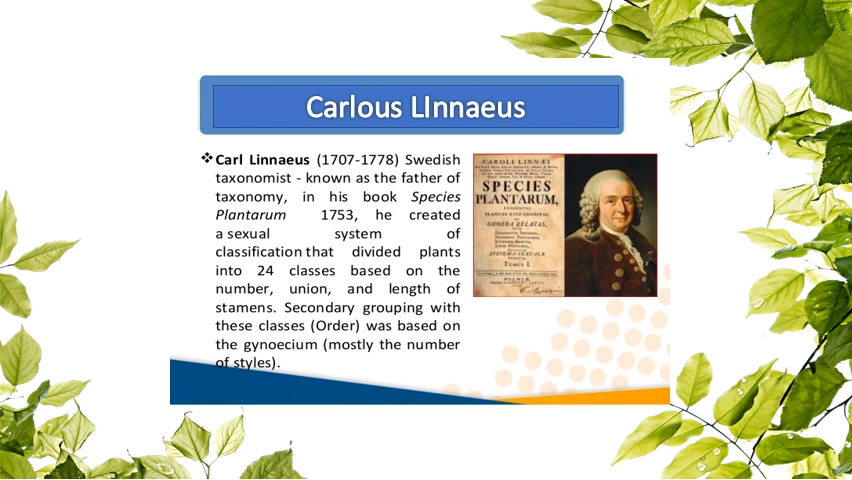 Carlous LInnaeus
❖Carl Linnaeus (1707-1778) Swedish
taxonomist - known as the father of
taxonomy, in his book Species
Plantarum 1753, he created
a sexual system of
classification that divided plants
into 24 classes based on the
number, union, and length of
stamens. Secondary grouping with
these classes (Order) was based on
the gynoecium (mostly the number
of styles).
CAROLI LINNÆI
SPECIES
PLANTARUM,
GENERA RELATAS,
TOMUS I.